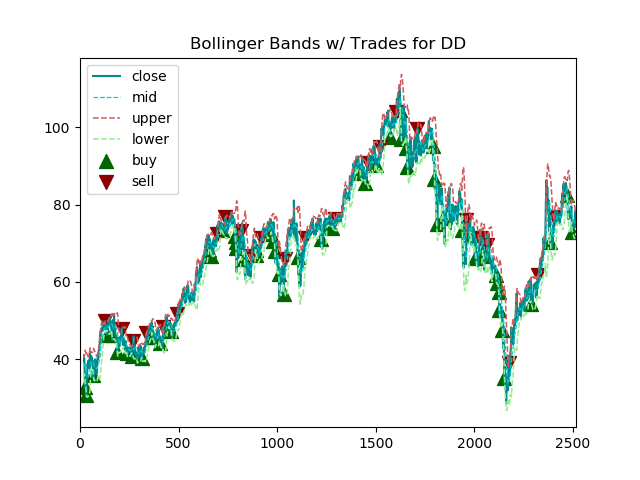 Bollinger Bands w/ Trades for DD
close
mid
upper
lower
buy
sell
100
80
60
40
0 500 1000 1500 2000 2500